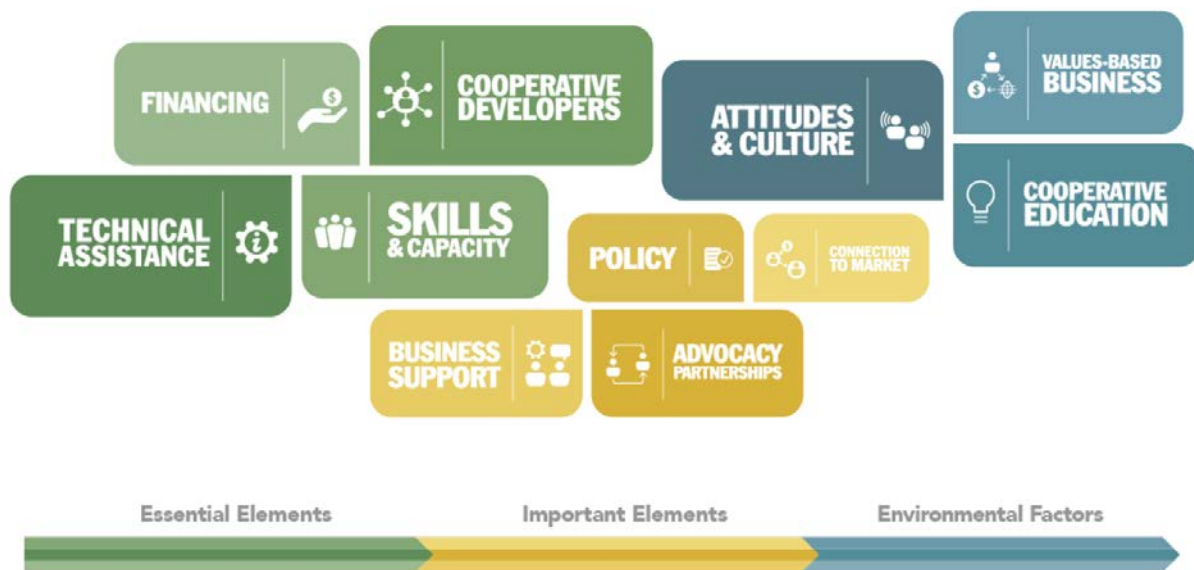 FINANCING
COOPERATIVE
DEVELOPERS
TECHNICAL
ASSISTANCE
SKILLS
& CAPACITY
ATTITUDES
& CULTURE
VALUES-BASED
BUSINESS
COOPERATIVE
EDUCATION
POLICY
CONNECTION
TO MARKET
BUSINESS
SUPPORT
ADVOCACY
PARTNERSHIPS
Essential Elements
Important Elements
Environmental Factors